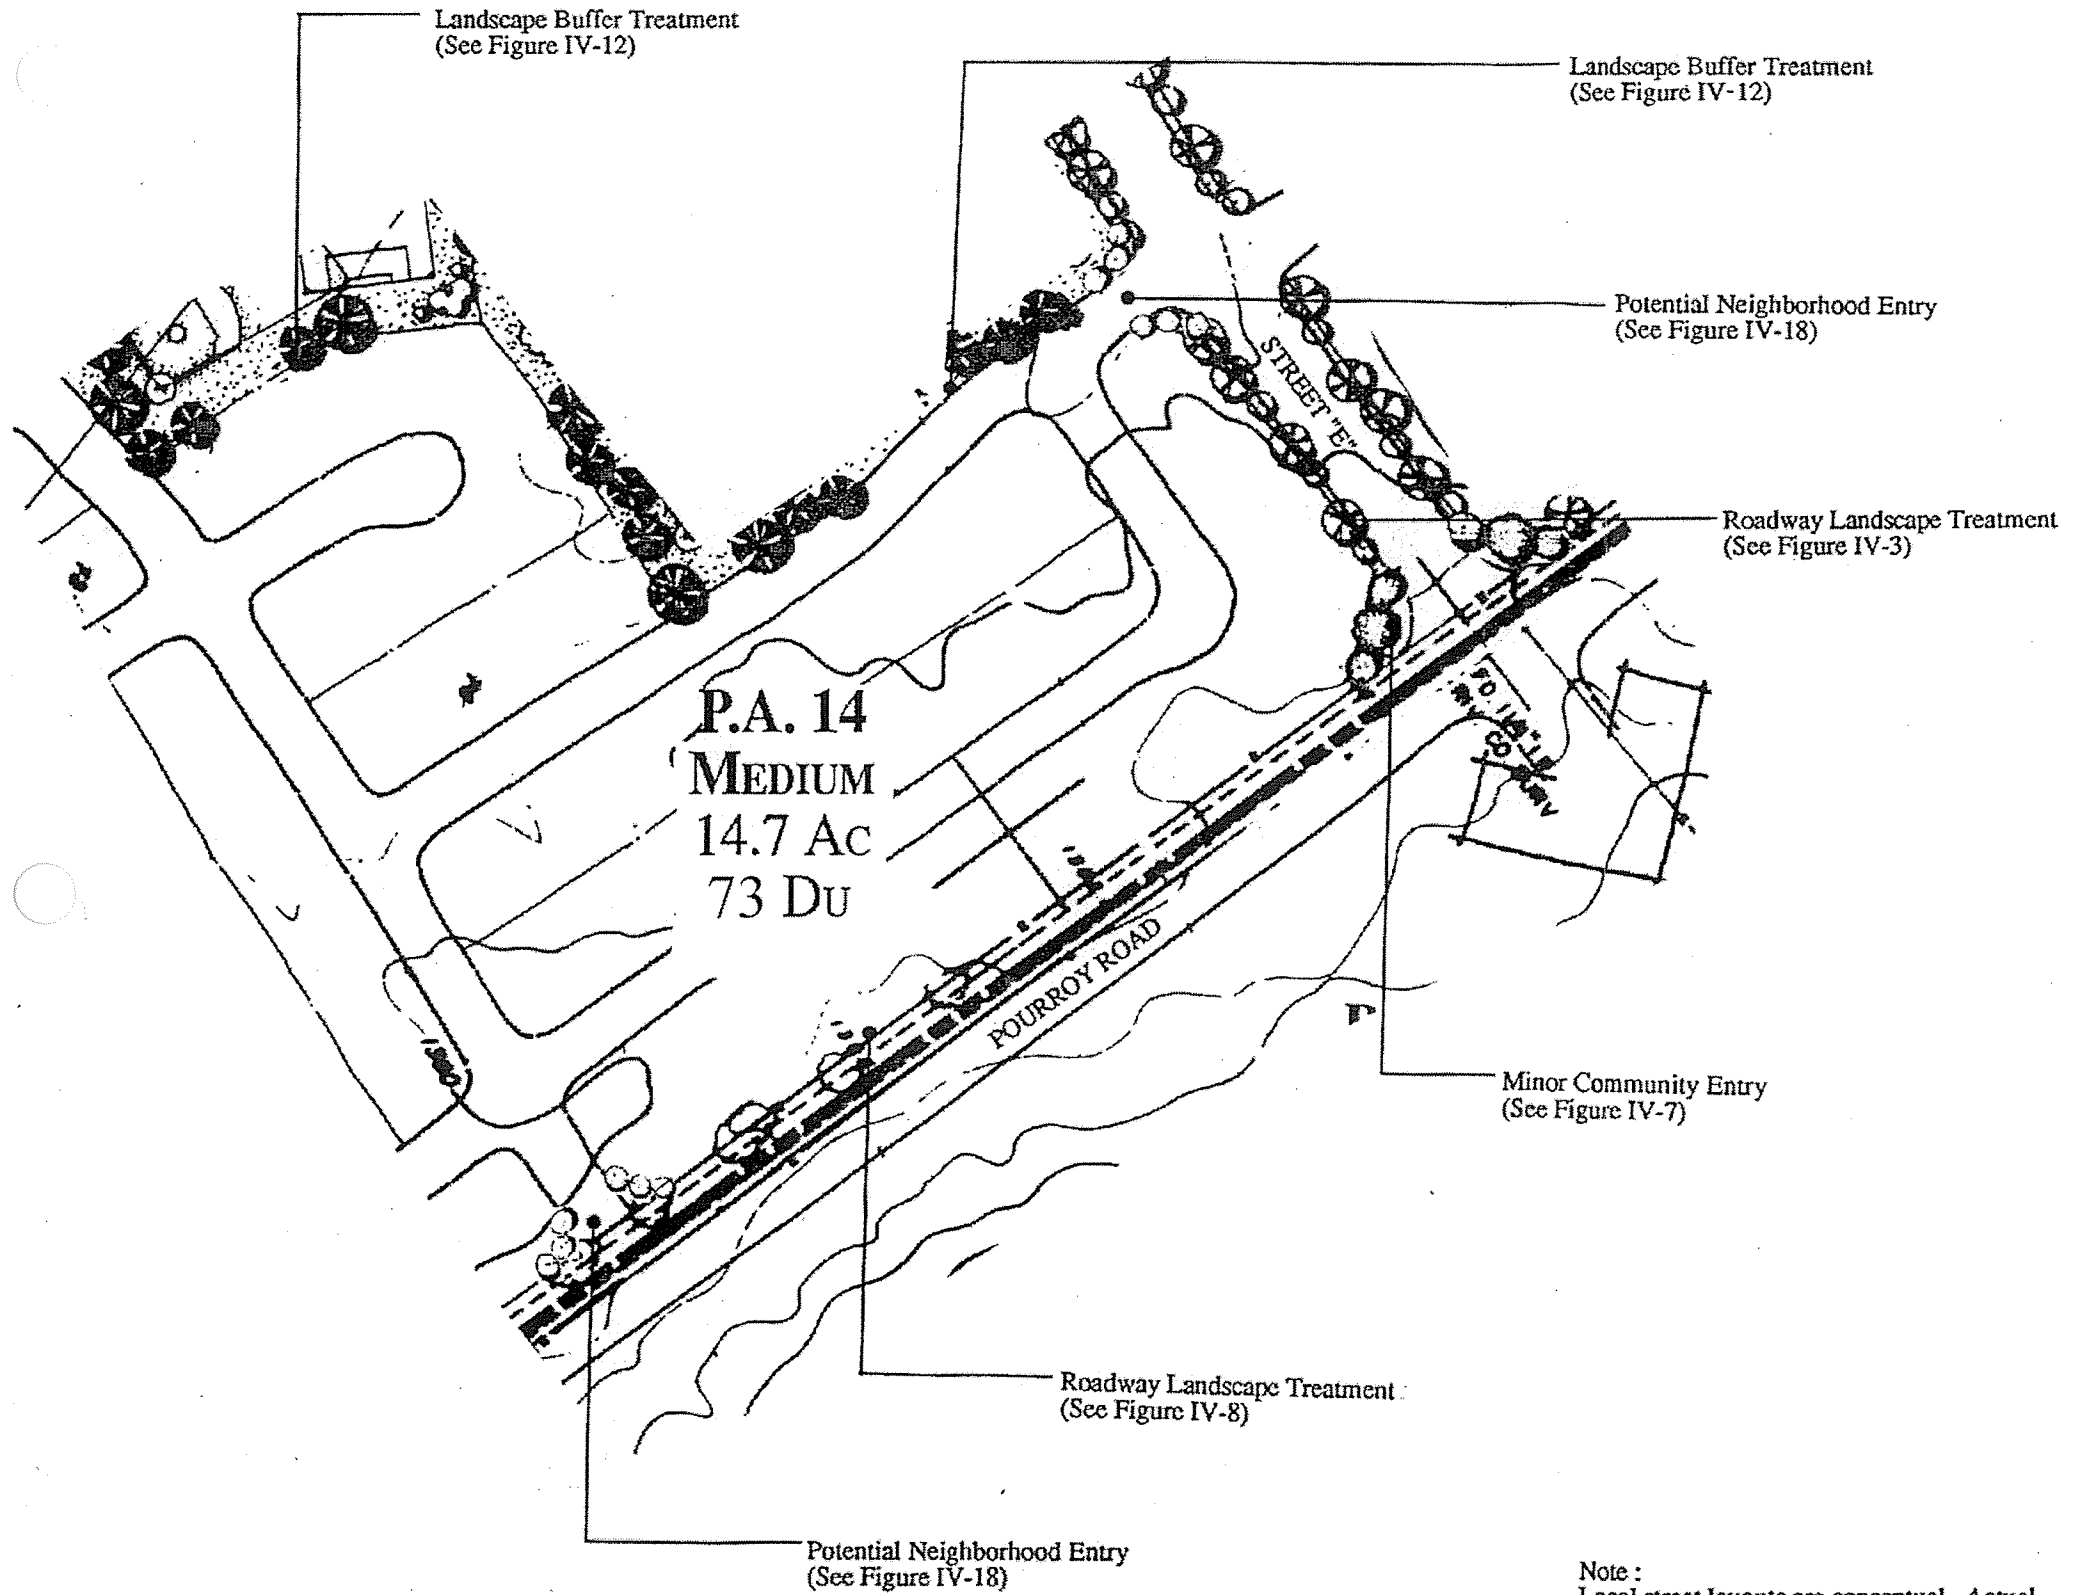 Landscape Buffer Treatment
(See Figure IV-12)
Landscape Buffer Treatment
(See Figure IV-12)
Potential Neighborhood Entry
(See Figure IV-18)
STREET "E"
Roadway Landscape Treatment
(See Figure IV-3)
P.A. 14
MEDIUM
14.7 AC
73 DU
POURROY ROAD
Minor Community Entry
(See Figure IV-7)
Roadway Landscape Treatment
(See Figure IV-8)
Potential Neighborhood Entry
(See Figure IV-18)
Note :